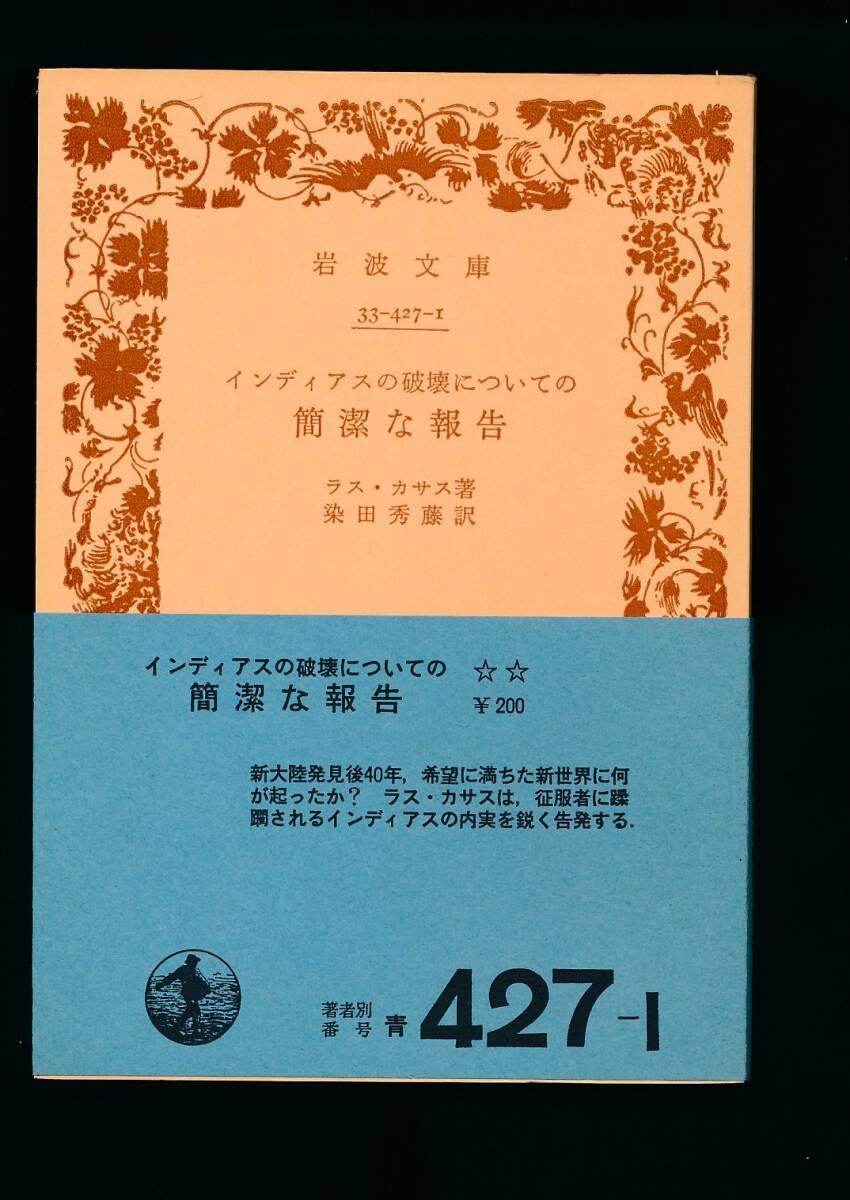 岩波文庫
33-427-1
インディアスの破壊についての
簡潔な報告
ラス・カサス著
染田秀藤訳
インディアスの破壊についての ☆☆
簡潔な報告 ¥200
新大陸発見後40年，希望に満ちた新世界に何
が起ったか？ ラス・カサスは，征服者に蹂
躙されるインディアスの内実を鋭く告発する．
著者別
番号 青 427-1